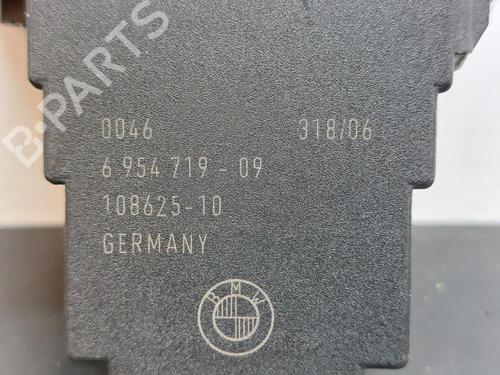 0046 318/06
6 954 719 - 09
108625-10
GERMANY
BMW
B-PARTS